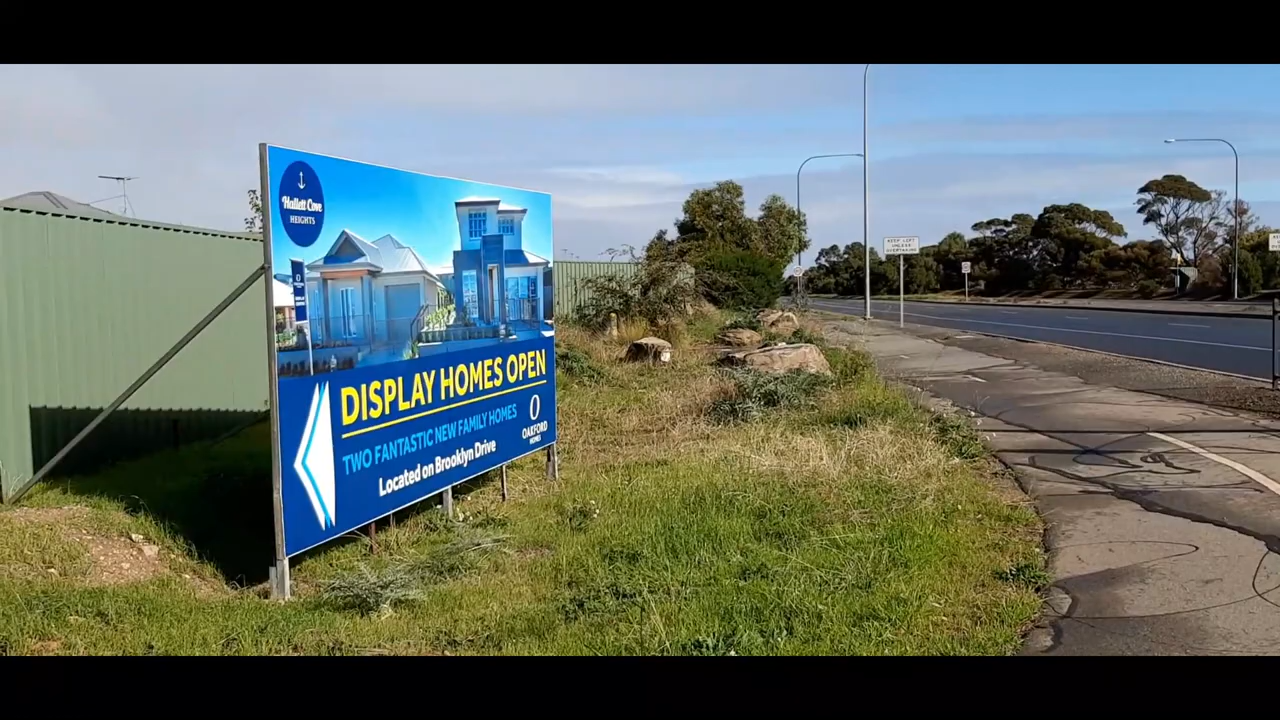 Hallett Cove
HEIGHTS
DISPLAY HOMES OPEN
TWO FANTASTIC NEW FAMILY HOMES
Located on Brooklyn Drive
OAKFORD
HOMES
KEEP LEFT
UNLESS
OVERTAKING